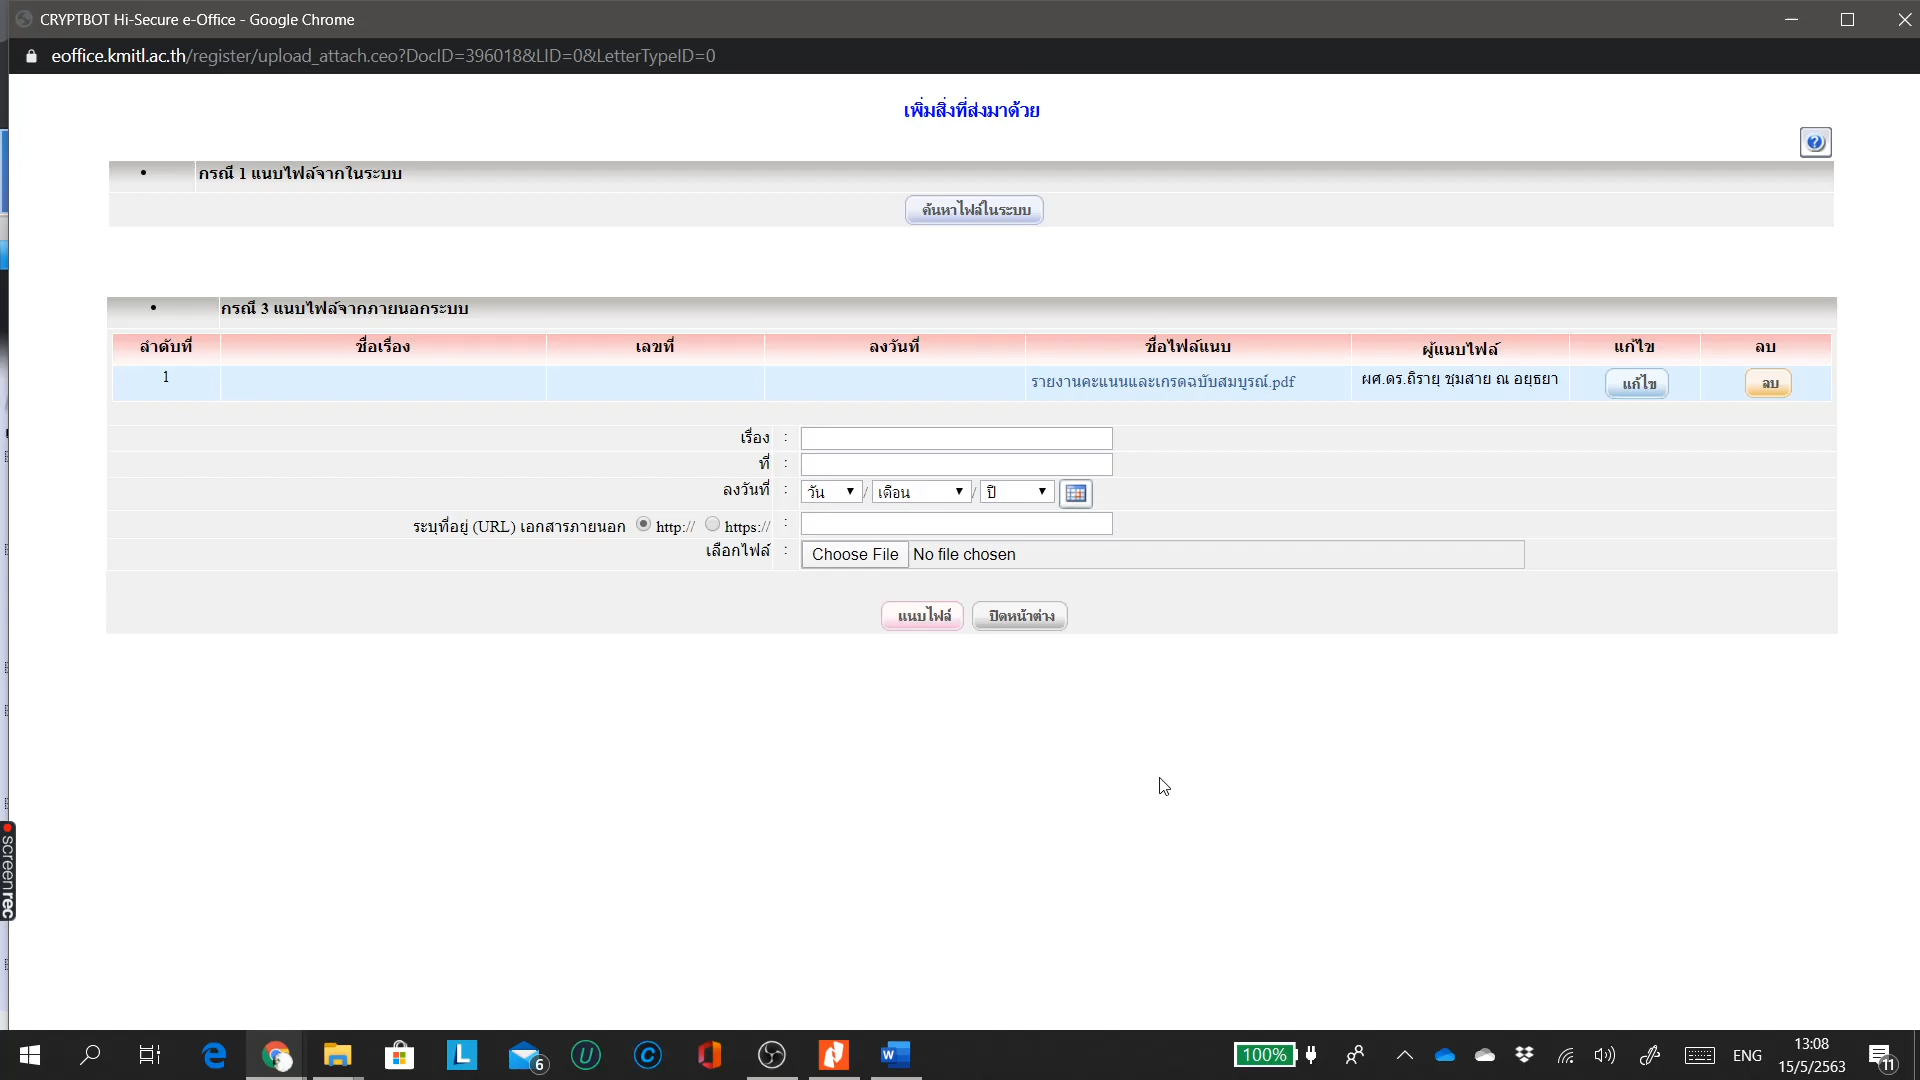 CRYPTBOT Hi-Secure e-Office - Google Chrome
eoffice.kmitl.ac.th/register/upload_attach.ceo?DocID=396018&LID=0&LetterTypeID=0
เพิ่มสิ่งที่ส่งมาด้วย
• กรณี 1 แนบไฟล์จากในระบบ
ค้นหาไฟล์ในระบบ
• กรณี 3 แนบไฟล์จากภายนอกระบบ
ลำดับที่ ชื่อเรื่อง เลขที่ ลงวันที่ ชื่อไฟล์แนบ ผู้แนบไฟล์ แก้ไข ลบ
1 รายงานคะแนนและเกรดฉบับสมบูรณ์.pdf ผศ.ดร.ถิรายุ ชุมสาย ณ อยุธยา แก้ไข ลบ
เรื่อง :
ที่ :
ลงวันที่ : วัน / เดือน / ปี
ระบุที่อยู่ (URL) เอกสารภายนอก http:// https:// :
เลือกไฟล์ : Choose File No file chosen
แนบไฟล์ ปิดหน้าต่าง
screenrec
6
100% ENG 13:08
15/5/2563
11